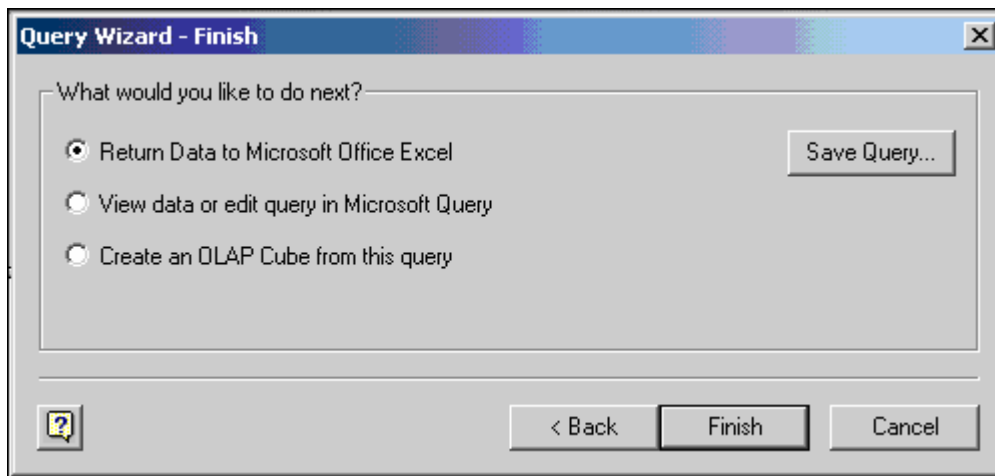 Query Wizard - Finish
What would you like to do next?
Return Data to Microsoft Office Excel
Save Query...
View data or edit query in Microsoft Query
Create an OLAP Cube from this query
?
< Back
Finish
Cancel